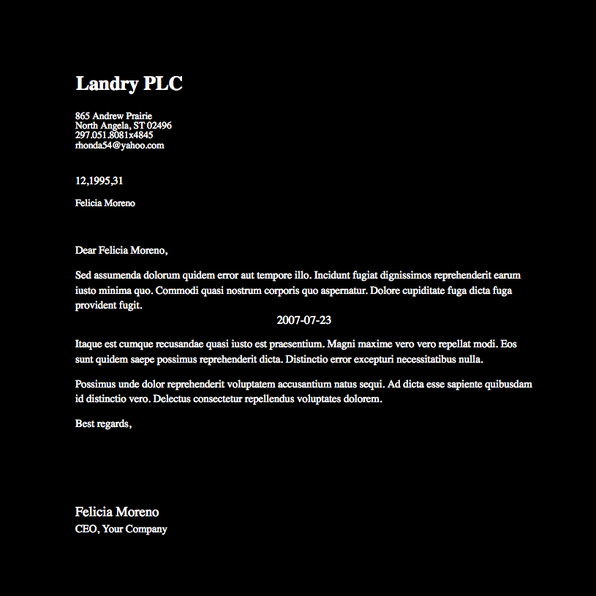 Landry PLC
865 Andrew Prairie
North Angela, ST 02496
297.051.8081x4845
rhonda54@yahoo.com
12,1995,31
Felicia Moreno
Dear Felicia Moreno,
Sed assumenda dolorum quidem error aut tempore illo. Incidunt fugiat dignissimos reprehenderit earum
iusto minima quo. Commodi quasi nostrum corporis quo aspernatur. Dolore cupiditate fuga dicta fuga
provident fugit.
2007-07-23
Itaque est cumque recusandae quasi iusto est praesentium. Magni maxime vero vero repellat modi. Eos
sunt quidem saepe possimus reprehenderit dicta. Distinctio error excepturi necessitatibus nulla.
Possimus unde dolor reprehenderit voluptatem accusantium natus sequi. Ad dicta esse sapiente quibusdam
id distinctio vero. Delectus consectetur repellendus voluptates dolorem.
Best regards,
Felicia Moreno
CEO, Your Company